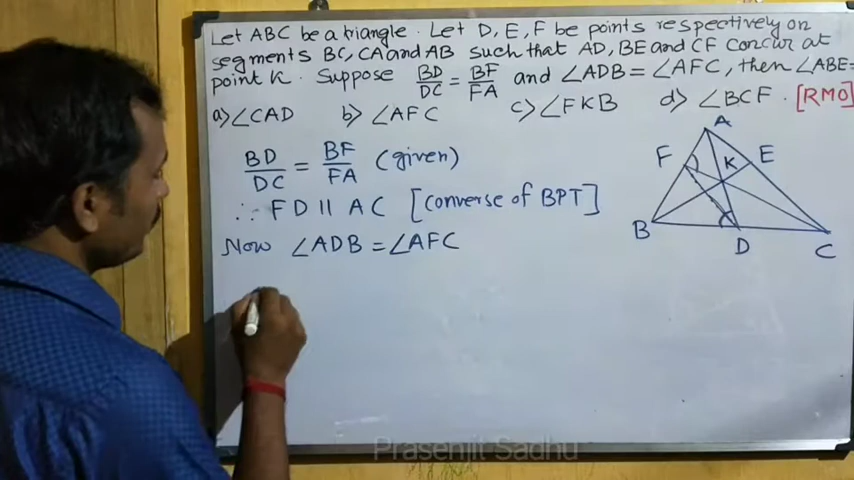 Let ABC be a triangle. Let D, E, F be points respectively on
segments BC, CA and AB such that AD, BE and CF concur at
point K. Suppose BD/DC = BF/FA and ∠ADB = ∠AFC, then ∠ABE=
a) ∠CAD b) ∠AFC c) ∠FKB d) ∠BCF. [RMO]
BD/DC = BF/FA (given)
∴ FD || AC [converse of BPT]
Now ∠ADB = ∠AFC
A
F
K
E
B
D
C
Prasenjit Sadhu